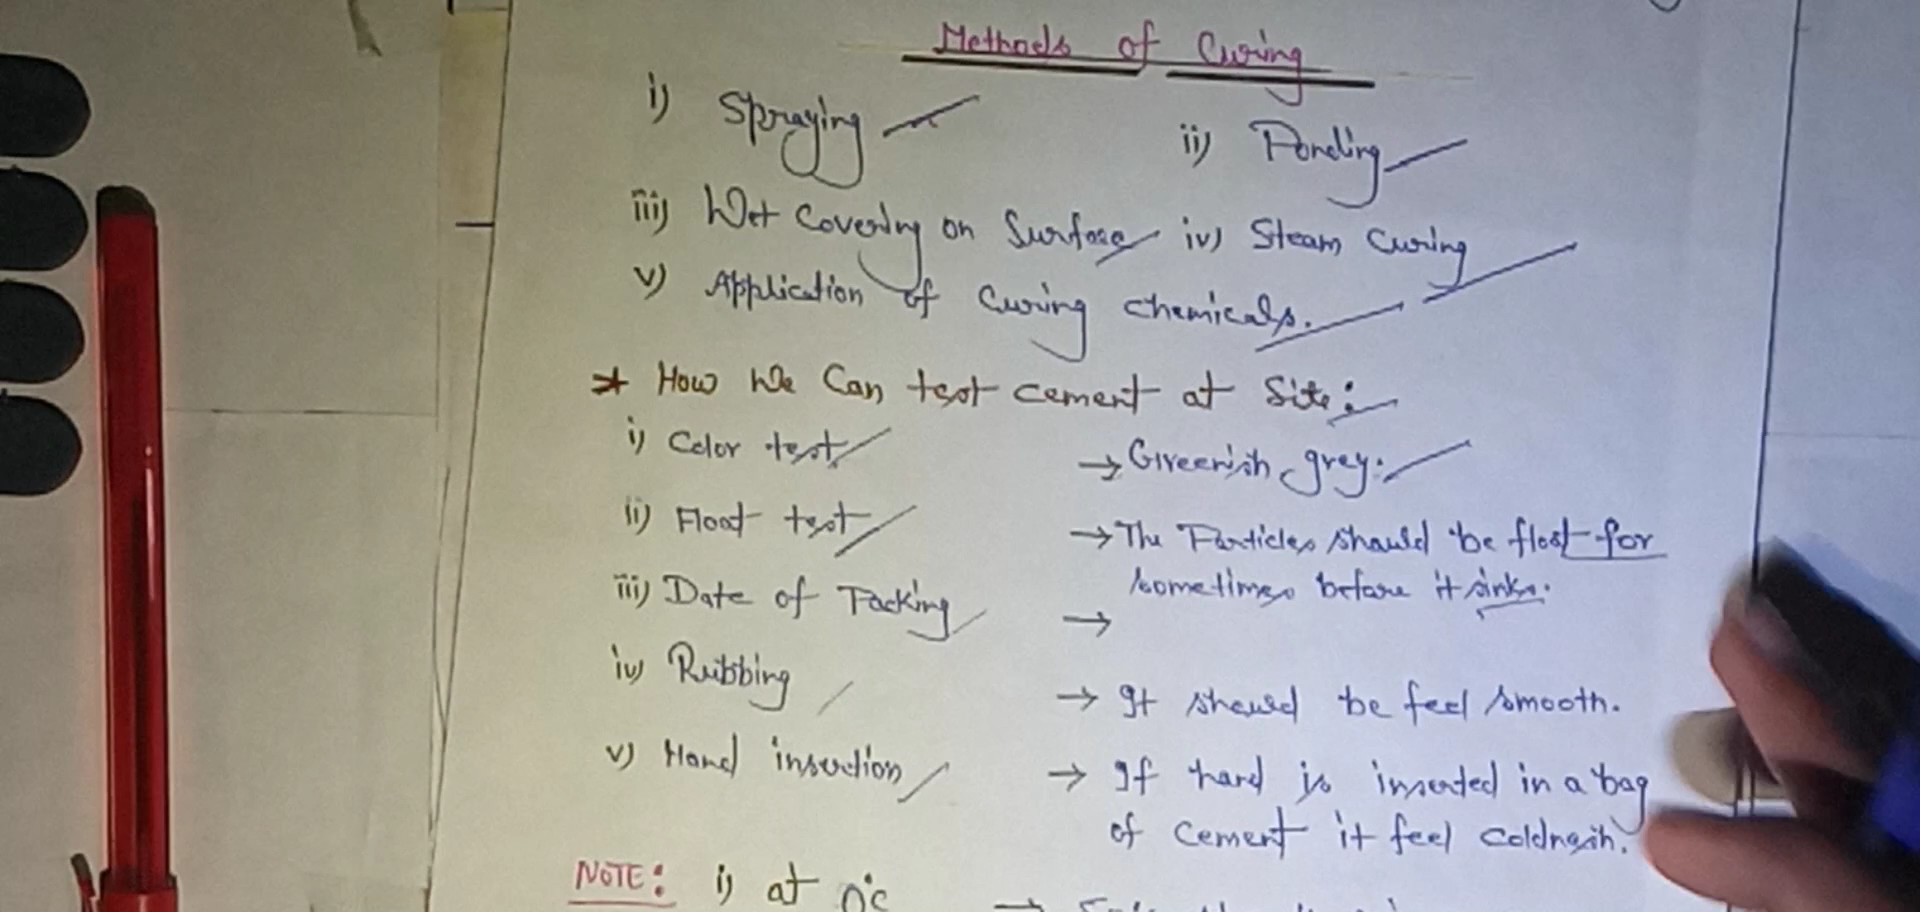 Methods of Curing
i) Spraying
ii) Ponding
iii) Wet Covering on Surface iv) Steam Curing
v) Application of Curing chemicals.
* How We Can test cement at Site:
i) Color test → Greenish grey.
ii) Float test → The Particles should be float for
sometimes before it sinks.
iii) Date of Packing →
iv) Rubbing → It should be feel smooth.
v) Hand insertion → If hand is inserted in a bag
of cement it feel coldnesh.
NOTE: i) at 0°c →